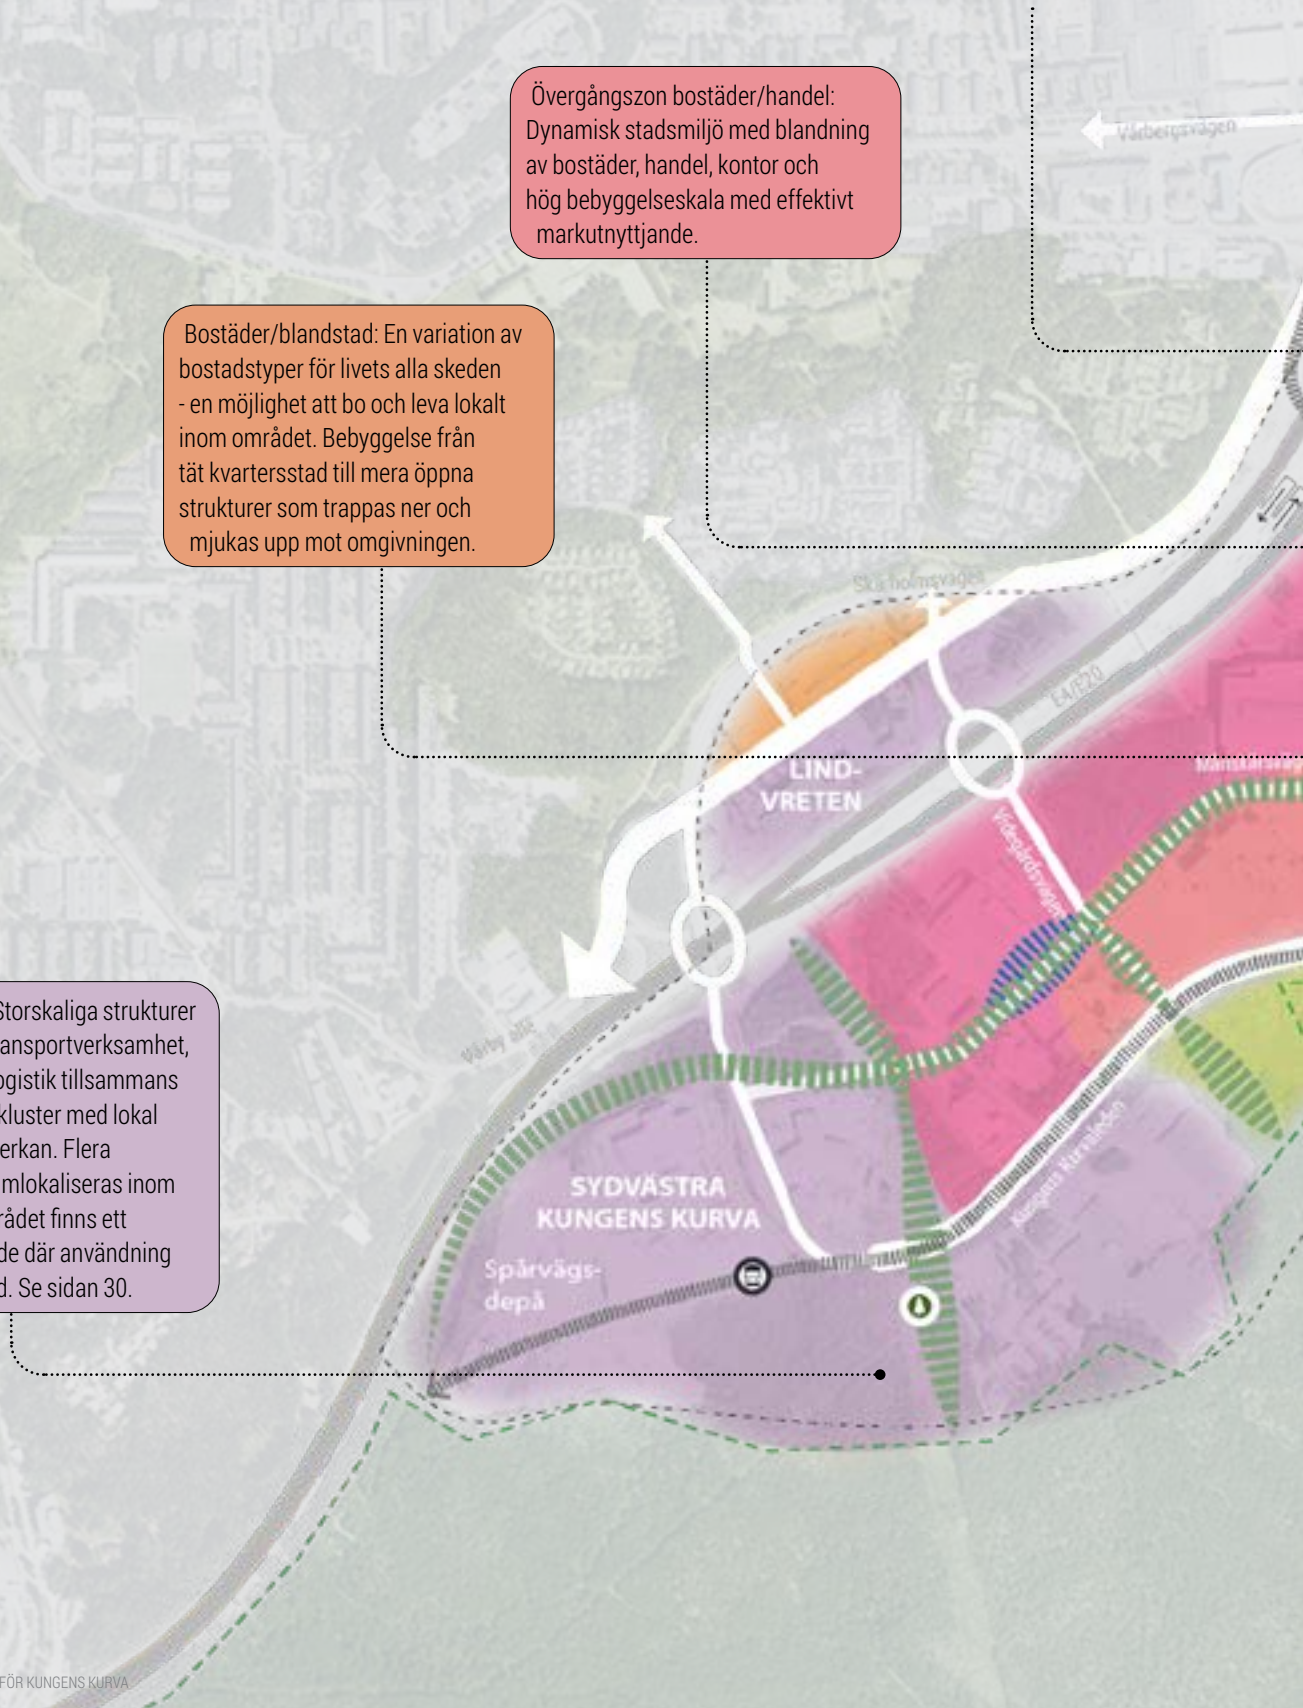 Övergångszon bostäder/handel:
Dynamisk stadsmiljö med blandning
av bostäder, handel, kontor och
hög bebyggelseskala med effektivt
markutnyttjande.
Vårbergsvägen
Bostäder/blandstad: En variation av
bostadstyper för livets alla skeden
- en möjlighet att bo och leva lokalt
inom området. Bebyggelse från
tät kvartersstad till mera öppna
strukturer som trappas ner och
mjukas upp mot omgivningen.
Skärholmsvägen
E4/E20
LIND-
VRETEN
Videgårdsvägen
Storskaliga strukturer
ansportverksamhet,
ogistik tillsammans
kluster med lokal
erkan. Flera
mlokaliseras inom
rådet finns ett
de där användning
d. Se sidan 30.
Vårby allé
SYDVÄSTRA
KUNGENS KURVA
Kungens Kurvaleden
Spårvägs-
depå
FÖR KUNGENS KURVA